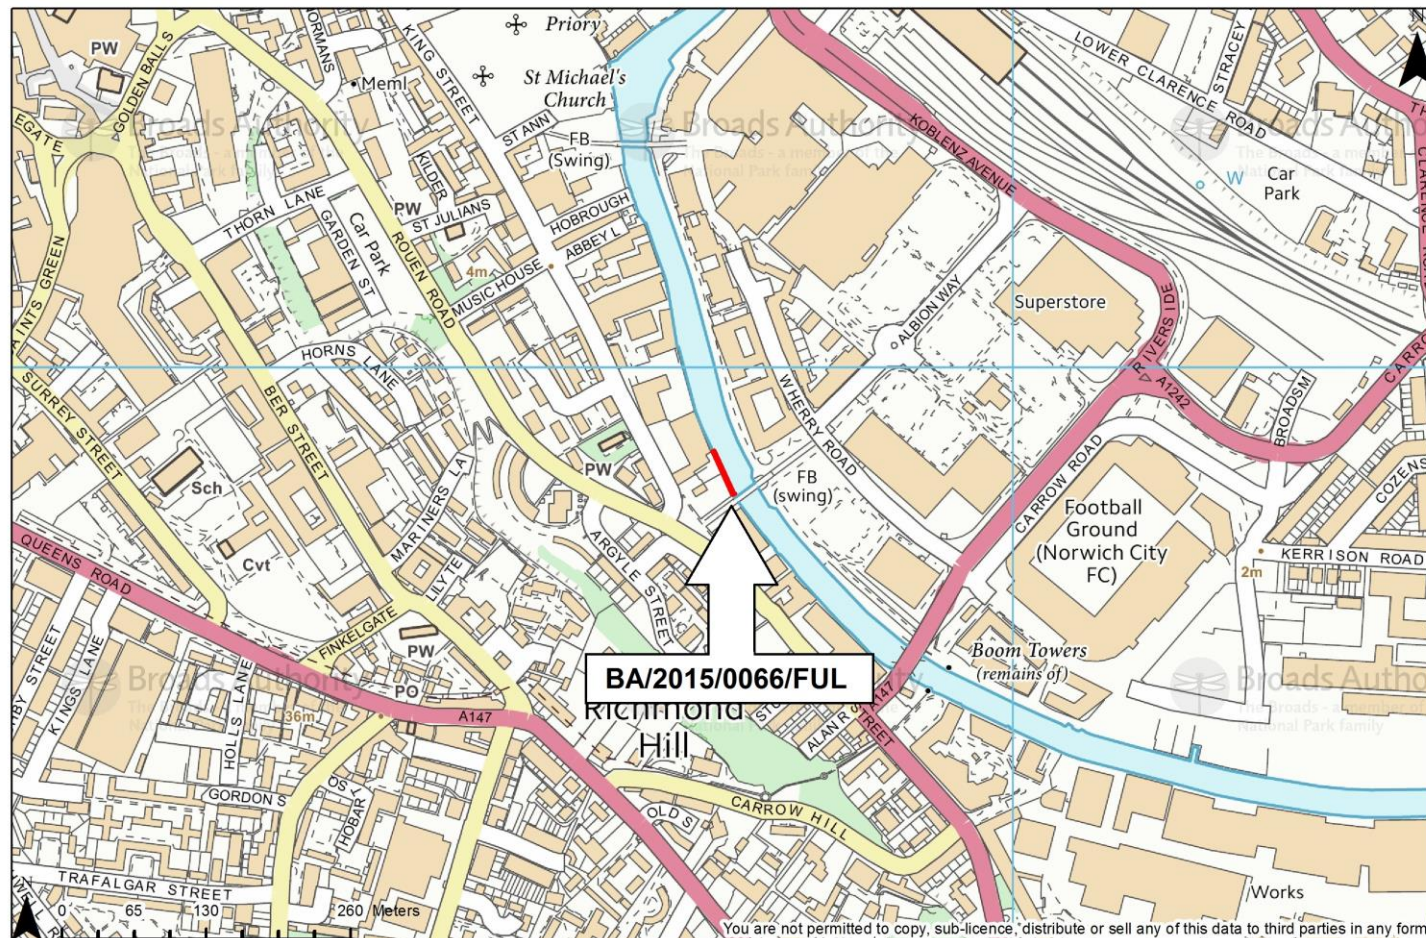 PW
GOLDEN BALLS
KING STREET
Priory
Meml
St Michael's
Church
ST ANN
FB
(Swing)
KOBLENZ AVENUE
LOWER CLARENCE
ROAD
STRACEY
W
Car
Park
Broads Authority
Broads Authority
THORN LANE
GARDEN ST
Car Park
PW
KILDER
ST JULIANS
HOBROUGH
ABBEY L
MUSIC HOUSE
4m
ROUEN ROAD
ALBION WAY
Superstore
RIVERSIDE
A1242
SURREY STREET
HORNS LANE
BER STREET
WHERRY ROAD
BROADSM
Sch
MARINERS LA
PW
FB
(swing)
CARROW ROAD
Football
Ground
(Norwich City
FC)
COZENS
KERRISON ROAD
2m
QUEENS ROAD
Cvt
ARGYLE STREET
LILY TE
FINKELGATE
PW
PO
KINGS LANE
HOLLS LANE
36m
A147
BA/2015/0066/FUL
Richmond
Hill
A147
STREET
Boom Towers
(remains of)
GORDON S
CARROW HILL
OLD S
TRAFALGAR STREET
Works
0 65 130 260 Meters
You are not permitted to copy, sub-licence, distribute or sell any of this data to third parties in any form